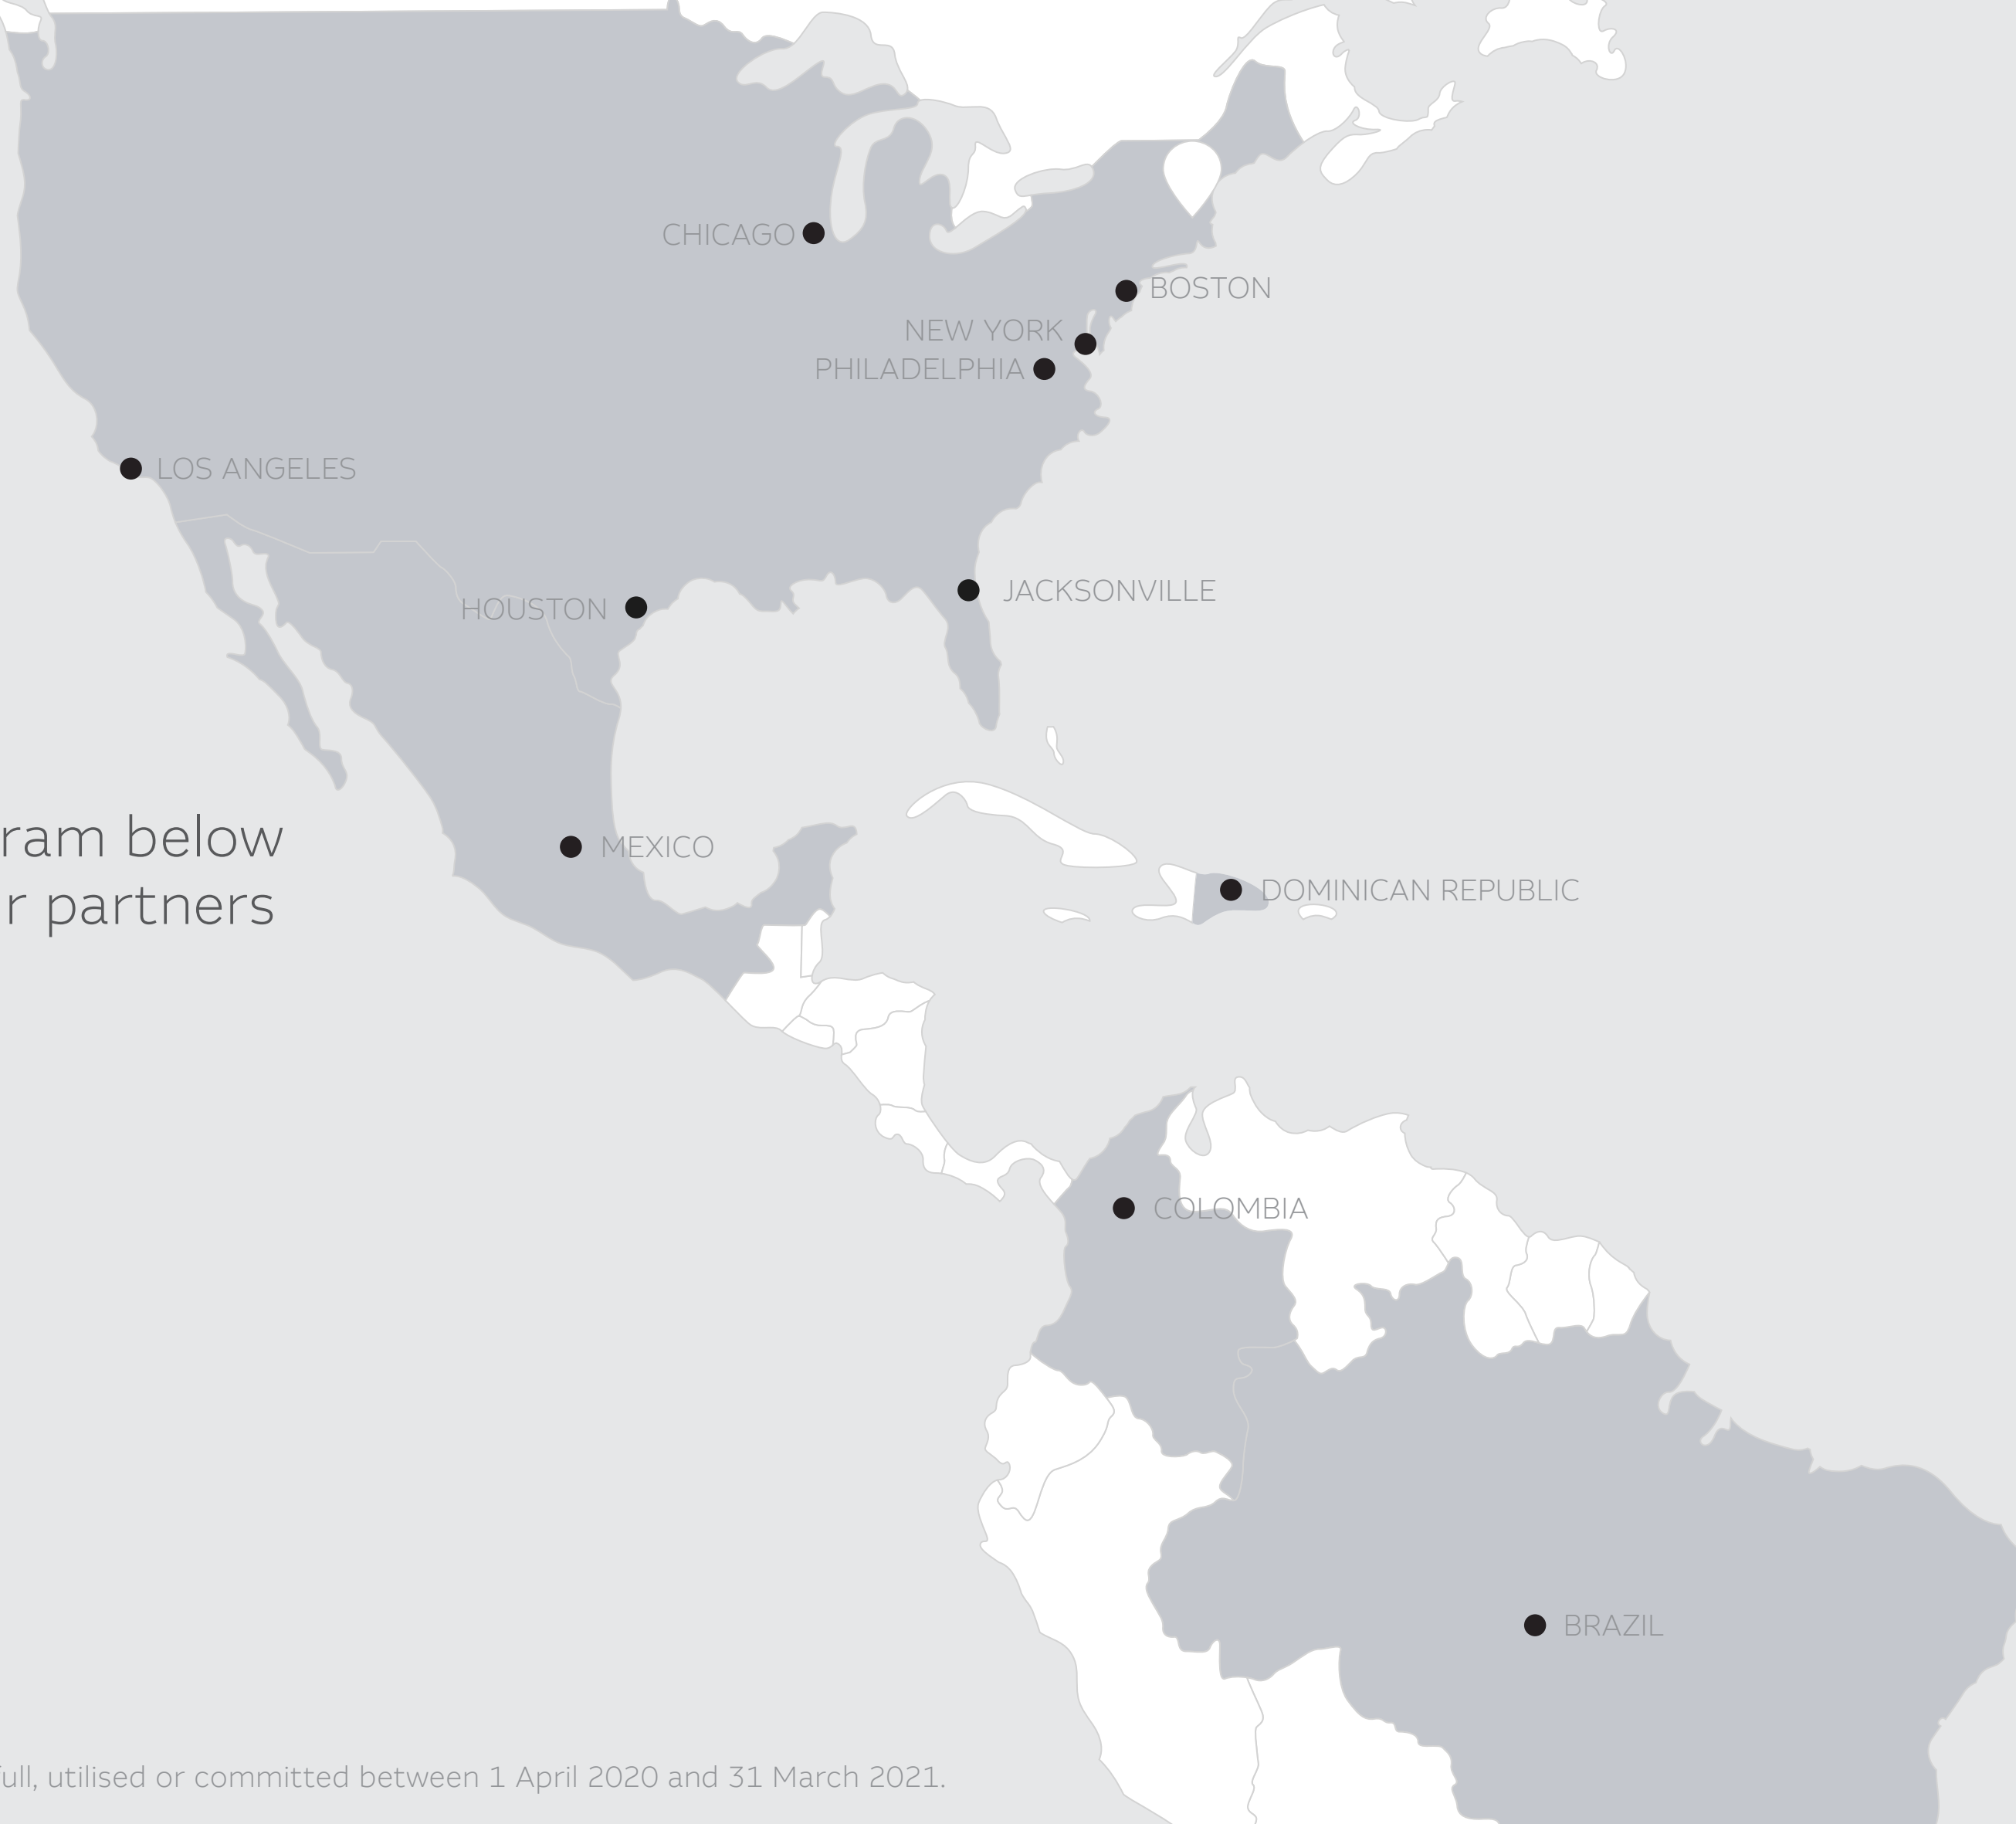 CHICAGO
BOSTON
NEW YORK
PHILADELPHIA
LOS ANGELES
JACKSONVILLE
HOUSTON
ram below
r partners
MEXICO
DOMINICAN REPUBLIC
COLOMBIA
BRAZIL
ull, utilised or committed between 1 April 2020 and 31 March 2021.